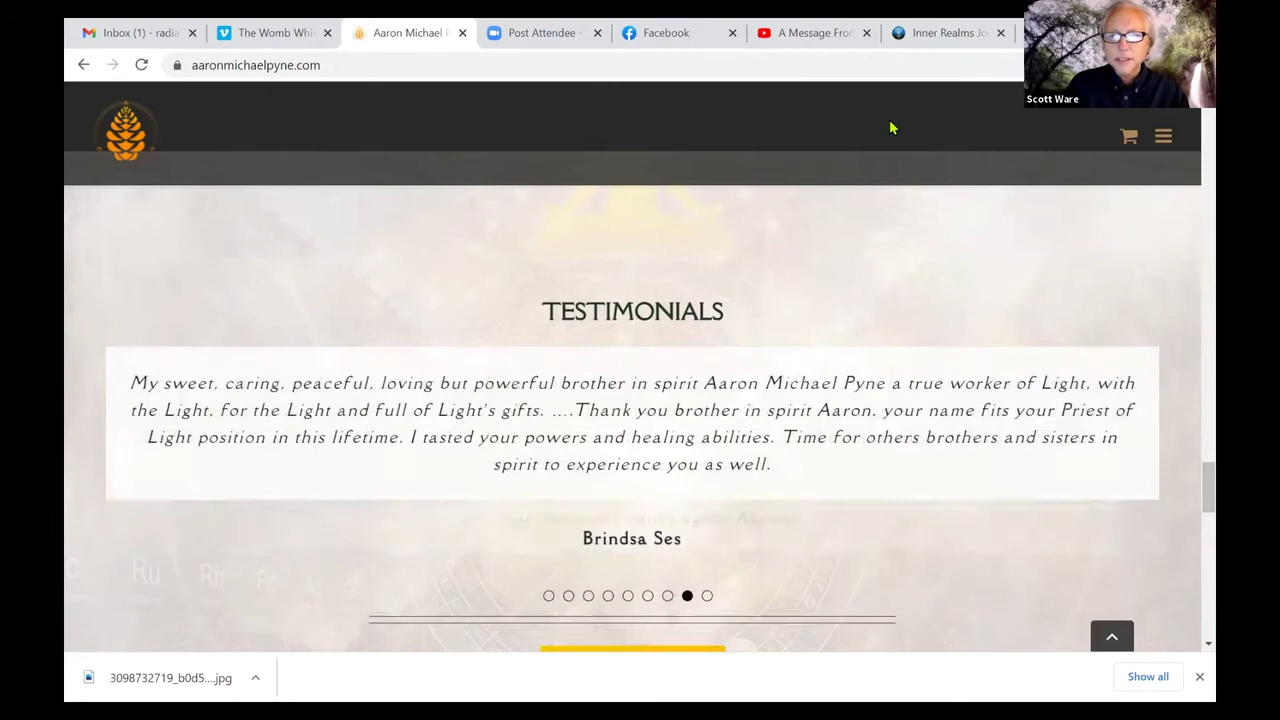 Inbox (1) - radia
The Womb Whi
Aaron Michael P
Post Attendee -
Facebook
A Message Fro
Inner Realms Jo
aaronmichaelpyne.com
Scott Ware
TESTIMONIALS
My sweet, caring, peaceful, loving but powerful brother in spirit Aaron Michael Pyne a true worker of Light, with
the Light, for the Light and full of Light's gifts. ....Thank you brother in spirit Aaron. your name fits your Priest of
Light position in this lifetime. I tasted your powers and healing abilities. Time for others brothers and sisters in
spirit to experience you as well.
Brindsa Ses
Ru Rh
3098732719_b0d5....jpg
Show all